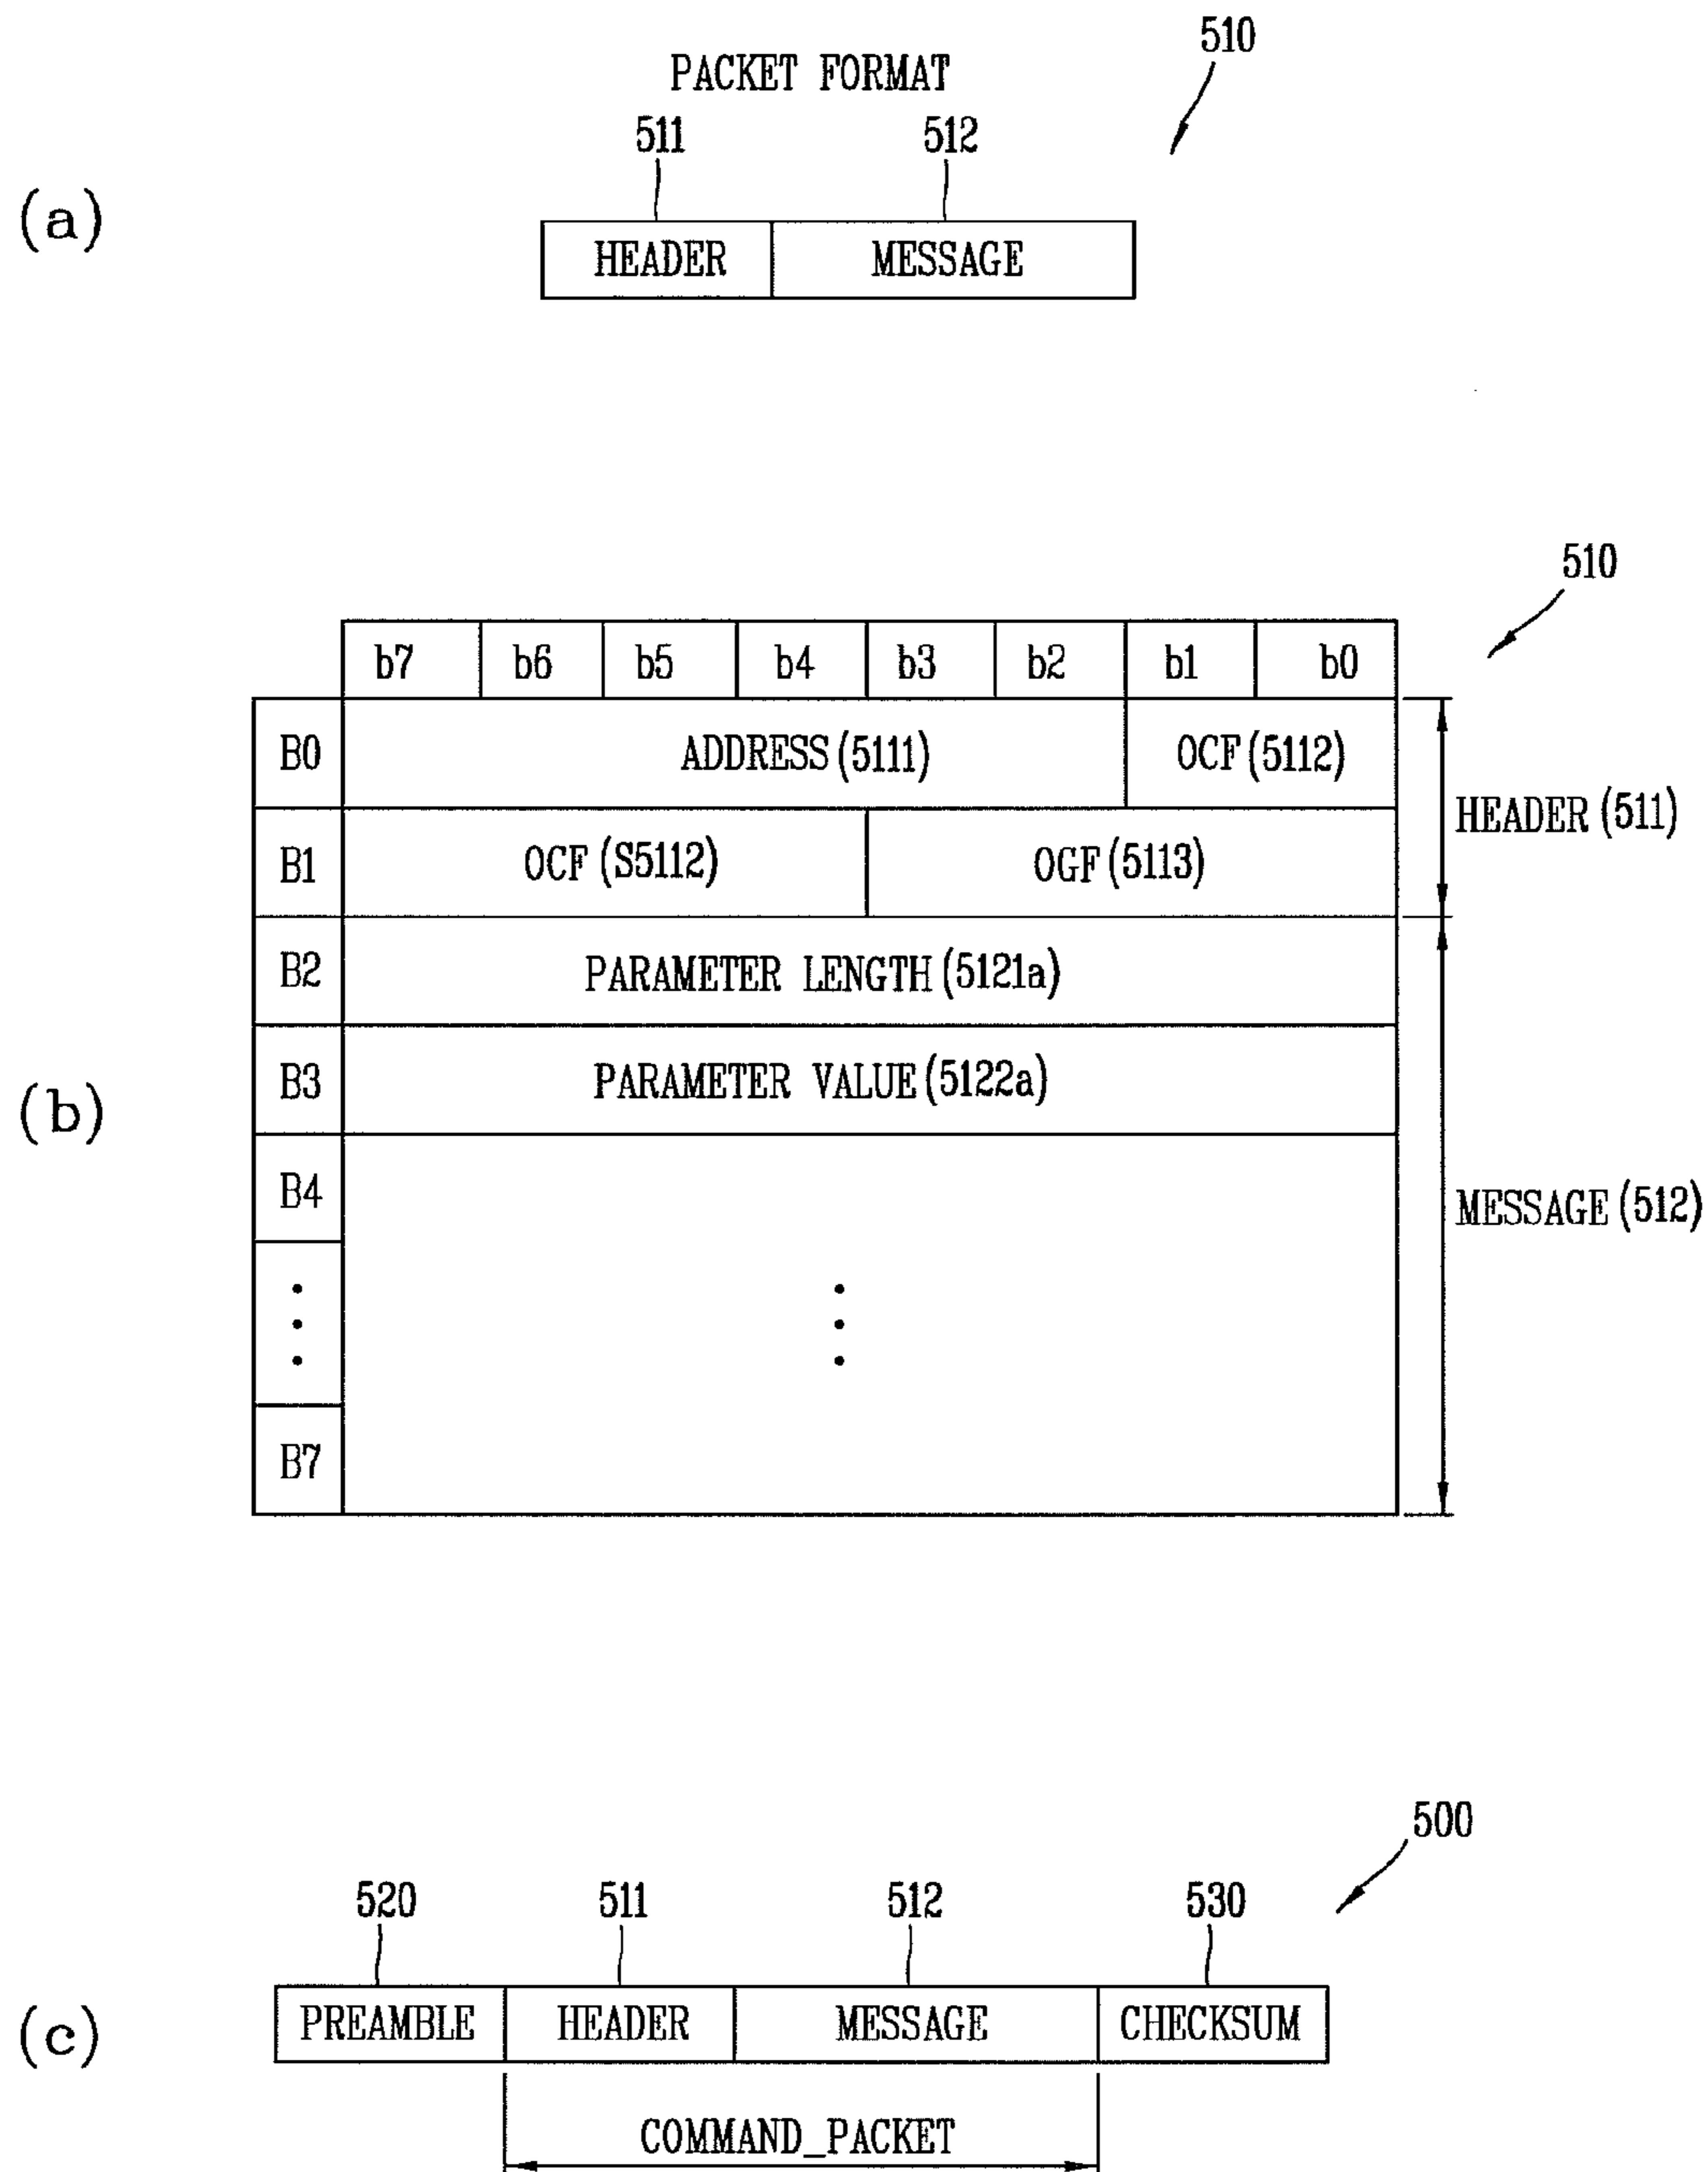 510
PACKET FORMAT
511 512
(a)
HEADER MESSAGE
510
b7 b6 b5 b4 b3 b2 b1 b0
B0 ADDRESS(5111) OCF(5112)
HEADER(511)
B1 OCF(S5112) OGF(5113)
B2 PARAMETER LENGTH(5121a)
B3 PARAMETER VALUE(5122a)
(b)
B4
MESSAGE(512)
B7
500
520 511 512 530
(c)
PREAMBLE HEADER MESSAGE CHECKSUM
COMMAND_PACKET